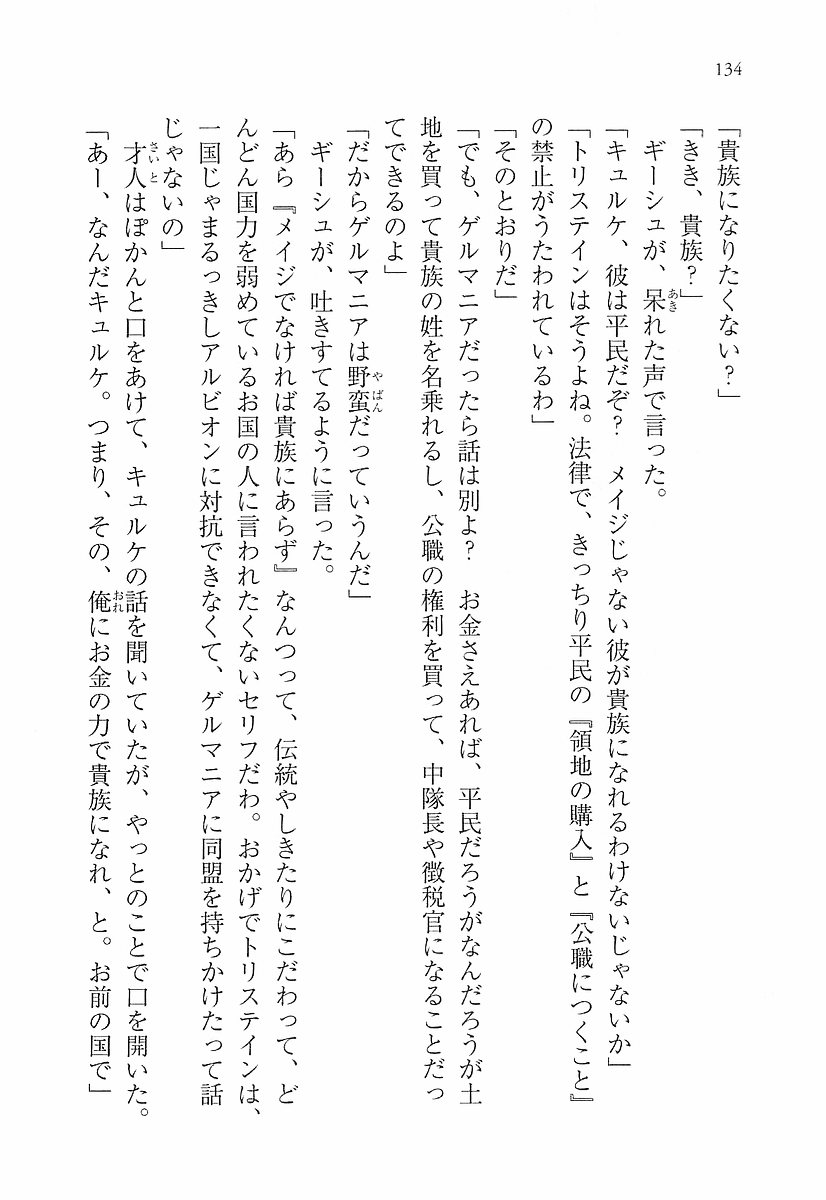 134
「貴族になりたくない？」
「きき、貴族？」
　ギーシュが、呆れた声で言った。
「キュルケ、彼は平民だぞ？　メイジじゃない彼が貴族になれるわけないじゃないか」
「トリステインはそうよね。法律で、きっちり平民の『領地の購入』と『公職につくこと』
の禁止がうたわれているわ」
「そのとおりだ」
「でも、ゲルマニアだったら話は別よ？　お金さえあれば、平民だろうがなんだろうが土
地を買って貴族の姓を名乗れるし、公職の権利を買って、中隊長や徴税官になることだっ
てできるのよ」
「だからゲルマニアは野蛮だっていうんだ」
　ギーシュが、吐きすてるように言った。
「あら『メイジでなければ貴族にあらず』なんつって、伝統やしきたりにこだわって、ど
んどん国力を弱めているお国の人に言われたくないセリフだわ。おかげでトリステインは、
一国じゃまるっきしアルビオンに対抗できなくて、ゲルマニアに同盟を持ちかけたって話
じゃないの」
　才人はぽかんと口をあけて、キュルケの話を聞いていたが、やっとのことで口を開いた。
「あー、なんだキュルケ。つまり、その、俺にお金の力で貴族になれ、と。お前の国で」